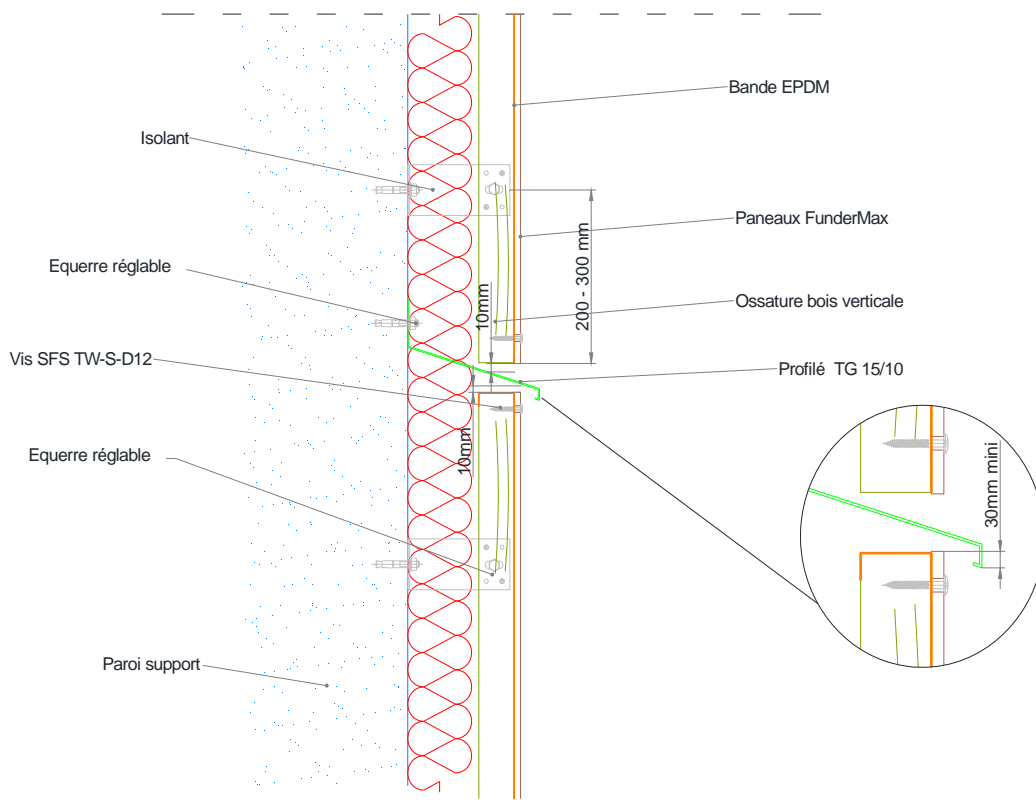 Bande EPDM
Isolant
Paneaux FunderMax
200 - 300 mm
Equerre réglable
10mm
Ossature bois verticale
Vis SFS TW-S-D12
Profilé TG 15/10
10mm
Equerre réglable
30mm mini
Paroi support